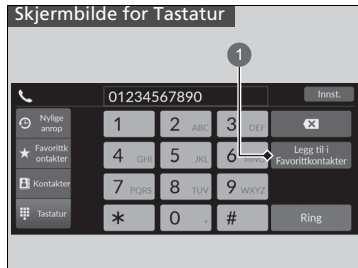 Skjermbilde for Tastatur
1
01234567890
Innst.
Nylige
anrop
1
2 ABC
3 DEF
Favorittk
ontakter
4 GHI
5 JKL
6 MNO
Legg til i
Favorittkontakter
Kontakter
7 PQRS
8 TUV
9 WXYZ
Tastatur
*
0 +
#
Ring